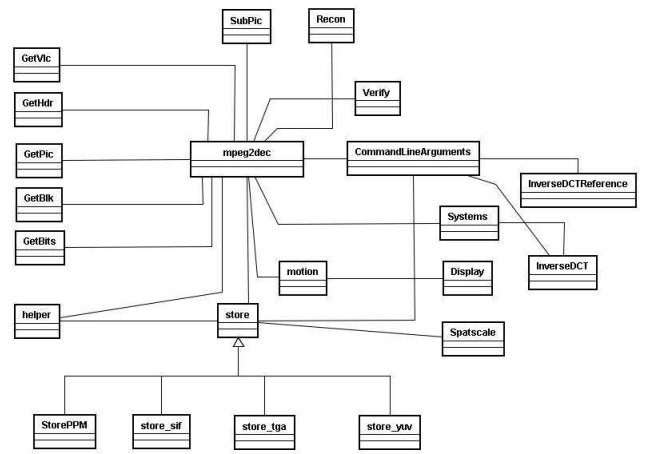 SubPic
Recon
GetVlc
GetHdr
Verify
GetPic
mpeg2dec
CommandLineArguments
InverseDCTReference
GetBlk
Systems
GetBits
InverseDCT
motion
Display
helper
store
Spatscale
StorePPM
store_sif
store_tga
store_yuv